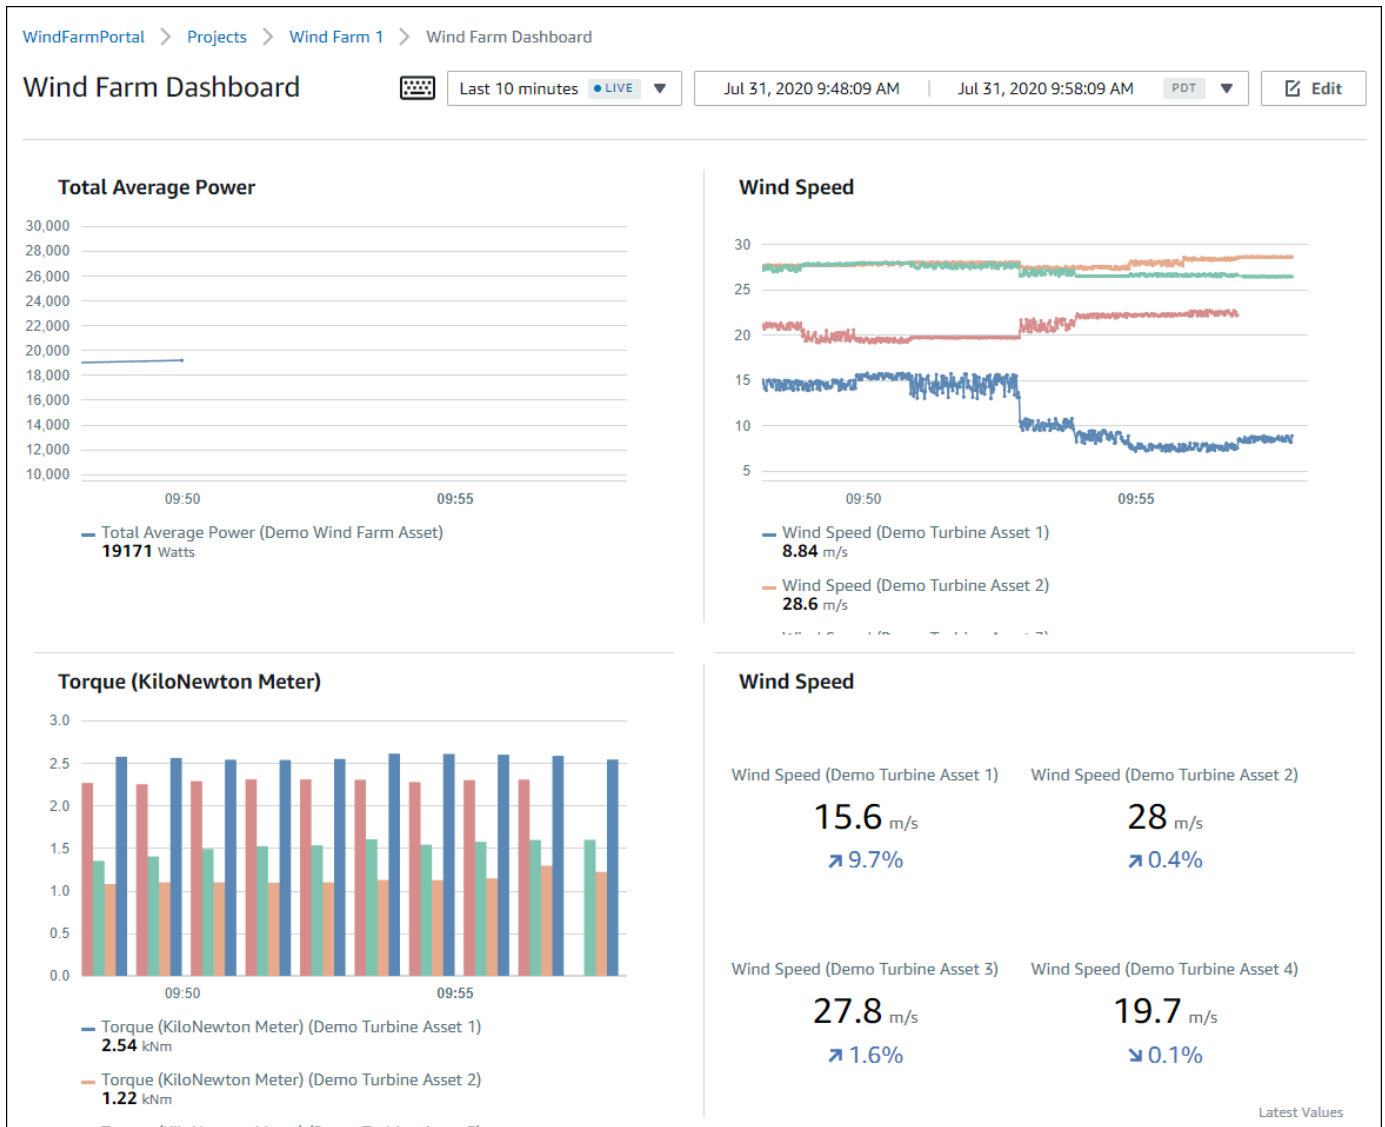 WindFarmPortal > Projects > Wind Farm 1 > Wind Farm Dashboard
Wind Farm Dashboard
Last 10 minutes LIVE
Jul 31, 2020 9:48:09 AM | Jul 31, 2020 9:58:09 AM PDT
Edit
Total Average Power
30,000
28,000
26,000
24,000
22,000
20,000
18,000
16,000
14,000
12,000
10,000
09:50 09:55
Total Average Power (Demo Wind Farm Asset)
19171 Watts
Wind Speed
30
25
20
15
10
5
09:50 09:55
Wind Speed (Demo Turbine Asset 1)
8.84 m/s
Wind Speed (Demo Turbine Asset 2)
28.6 m/s
Torque (KiloNewton Meter)
3.0
2.5
2.0
1.5
1.0
0.5
0.0
09:50 09:55
Torque (KiloNewton Meter) (Demo Turbine Asset 1)
2.54 kNm
Torque (KiloNewton Meter) (Demo Turbine Asset 2)
1.22 kNm
Wind Speed
Wind Speed (Demo Turbine Asset 1)
15.6 m/s
9.7%
Wind Speed (Demo Turbine Asset 2)
28 m/s
0.4%
Wind Speed (Demo Turbine Asset 3)
27.8 m/s
1.6%
Wind Speed (Demo Turbine Asset 4)
19.7 m/s
0.1%
Latest Values